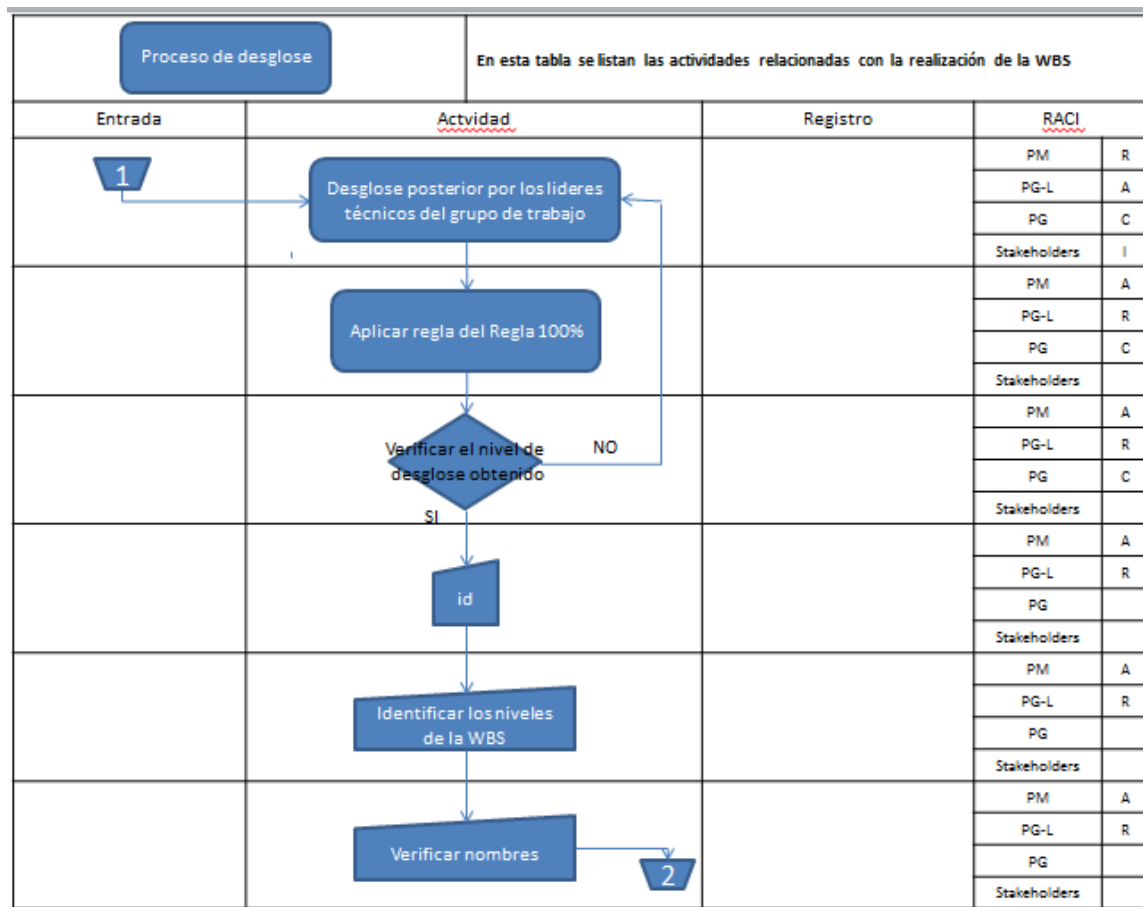 Proceso de desglose
En esta tabla se listan las actividades relacionadas con la realización de la WBS
Entrada
Actvidad
Registro
RACI
1
Desglose posterior por los lideres
técnicos del grupo de trabajo
PM R
PG-L A
PG C
Stakeholders I
Aplicar regla del Regla 100%
PM A
PG-L R
PG C
Stakeholders
Verificar el nivel de
desglose obtenido
NO
SI
PM A
PG-L R
PG C
Stakeholders
id
PM A
PG-L R
PG
Stakeholders
Identificar los niveles
de la WBS
PM A
PG-L R
PG
Stakeholders
Verificar nombres
2
PM A
PG-L R
PG
Stakeholders